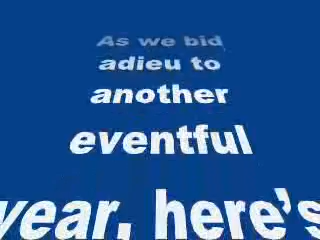 As we bid
adieu to
another
eventful
year, here's